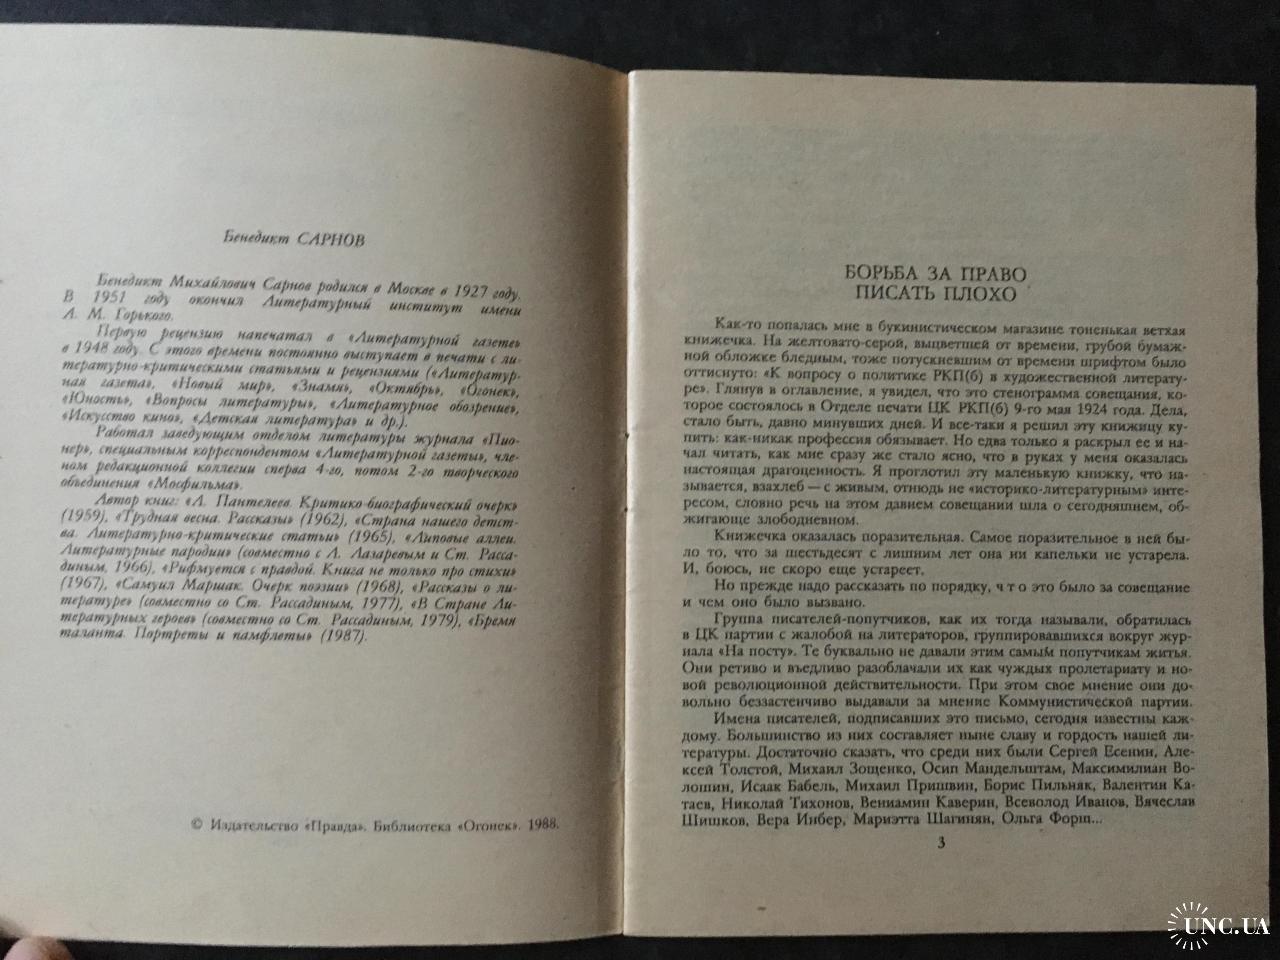 Бенедикт САРНОВ
Бенедикт Михайлович Сарнов родился в Москве в 1927 году.
В 1951 году окончил Литературный институт имени
А. М. Горького.
Первую рецензию напечатал в «Литературной газете»
в 1948 году. С этого времени постоянно выступает в печати с ли-
тературно-критическими статьями и рецензиями («Литератур-
ная газета», «Новый мир», «Знамя», «Октябрь», «Огонек»,
«Юность», «Вопросы литературы», «Литературное обозрение»,
«Искусство кино», «Детская литература» и др.).
Работал заведующим отделом литературы журнала «Пио-
нер», специальным корреспондентом «Литературной газеты», чле-
ном редакционной коллегии сперва 4-го, потом 2-го творческого
объединения «Мосфильма».
Автор книг: «Л. Пантелеев. Критико-биографический очерк»
(1959), «Трудная весна. Рассказы» (1962), «Страна нашего детст-
ва. Литературно-критические статьи» (1965), «Липовые аллеи.
Литературные пародии» (совместно с Л. Лазаревым и Ст. Расса-
диным, 1966), «Рифмуется с правдой. Книга не только про стихи»
(1967), «Самуил Маршак. Очерк поэзии» (1968), «Рассказы о ли-
тературе» (совместно со Ст. Рассадиным, 1977), «В Стране Ли-
тературных героев» (совместно со Ст. Рассадиным, 1979), «Бремя
таланта. Портреты и памфлеты» (1987).
© Издательство «Правда». Библиотека «Огонек». 1988.
БОРЬБА ЗА ПРАВО
ПИСАТЬ ПЛОХО
Как-то попалась мне в букинистическом магазине тоненькая ветхая
книжечка. На желтовато-серой, выцветшей от времени, грубой бумаж-
ной обложке бледным, тоже потускневшим от времени шрифтом было
оттиснуто: «К вопросу о политике РКП(б) в художественной литерату-
ре». Глянув в оглавление, я увидел, что это стенограмма совещания, ко-
торое состоялось в Отделе печати ЦК РКП(б) 9-го мая 1924 года. Дела,
стало быть, давно минувших дней. И все-таки я решил эту книжицу ку-
пить: как-никак профессия обязывает. Но едва только я раскрыл ее и на-
чал читать, как мне сразу же стало ясно, что в руках у меня оказалась
настоящая драгоценность. Я проглотил эту маленькую книжку, что на-
зывается, взахлеб — с живым, отнюдь не «историко-литературным» инте-
ресом, словно речь на этом давнем совещании шла о сегодняшнем, об-
жигающе злободневном.
Книжечка оказалась поразительная. Самое поразительное в ней бы-
ло то, что за шестьдесят с лишним лет она ни капельки не устарела.
И, боюсь, не скоро еще устареет.
Но прежде надо рассказать по порядку, ч т о это было за совещание
и чем оно было вызвано.
Группа писателей-попутчиков, как их тогда называли, обратилась
в ЦК партии с жалобой на литераторов, группировавшихся вокруг жур-
нала «На посту». Те буквально не давали этим самым попутчикам житья.
Они ретиво и въедливо разоблачали их как чуждых пролетариату и но-
вой революционной действительности. При этом свое мнение они до-
вольно беззастенчиво выдавали за мнение Коммунистической партии.
Имена писателей, подписавших это письмо, сегодня известны каж-
дому. Большинство из них составляет ныне славу и гордость нашей ли-
тературы. Достаточно сказать, что среди них были Сергей Есенин, Але-
ксей Толстой, Михаил Зощенко, Осип Мандельштам, Максимилиан Во-
лошин, Исаак Бабель, Михаил Пришвин, Борис Пильняк, Валентин Ка-
таев, Николай Тихонов, Вениамин Каверин, Всеволод Иванов, Вячеслав
Шишков, Вера Инбер, Мариэтта Шагинян, Ольга Форш...
3
UNC.UA